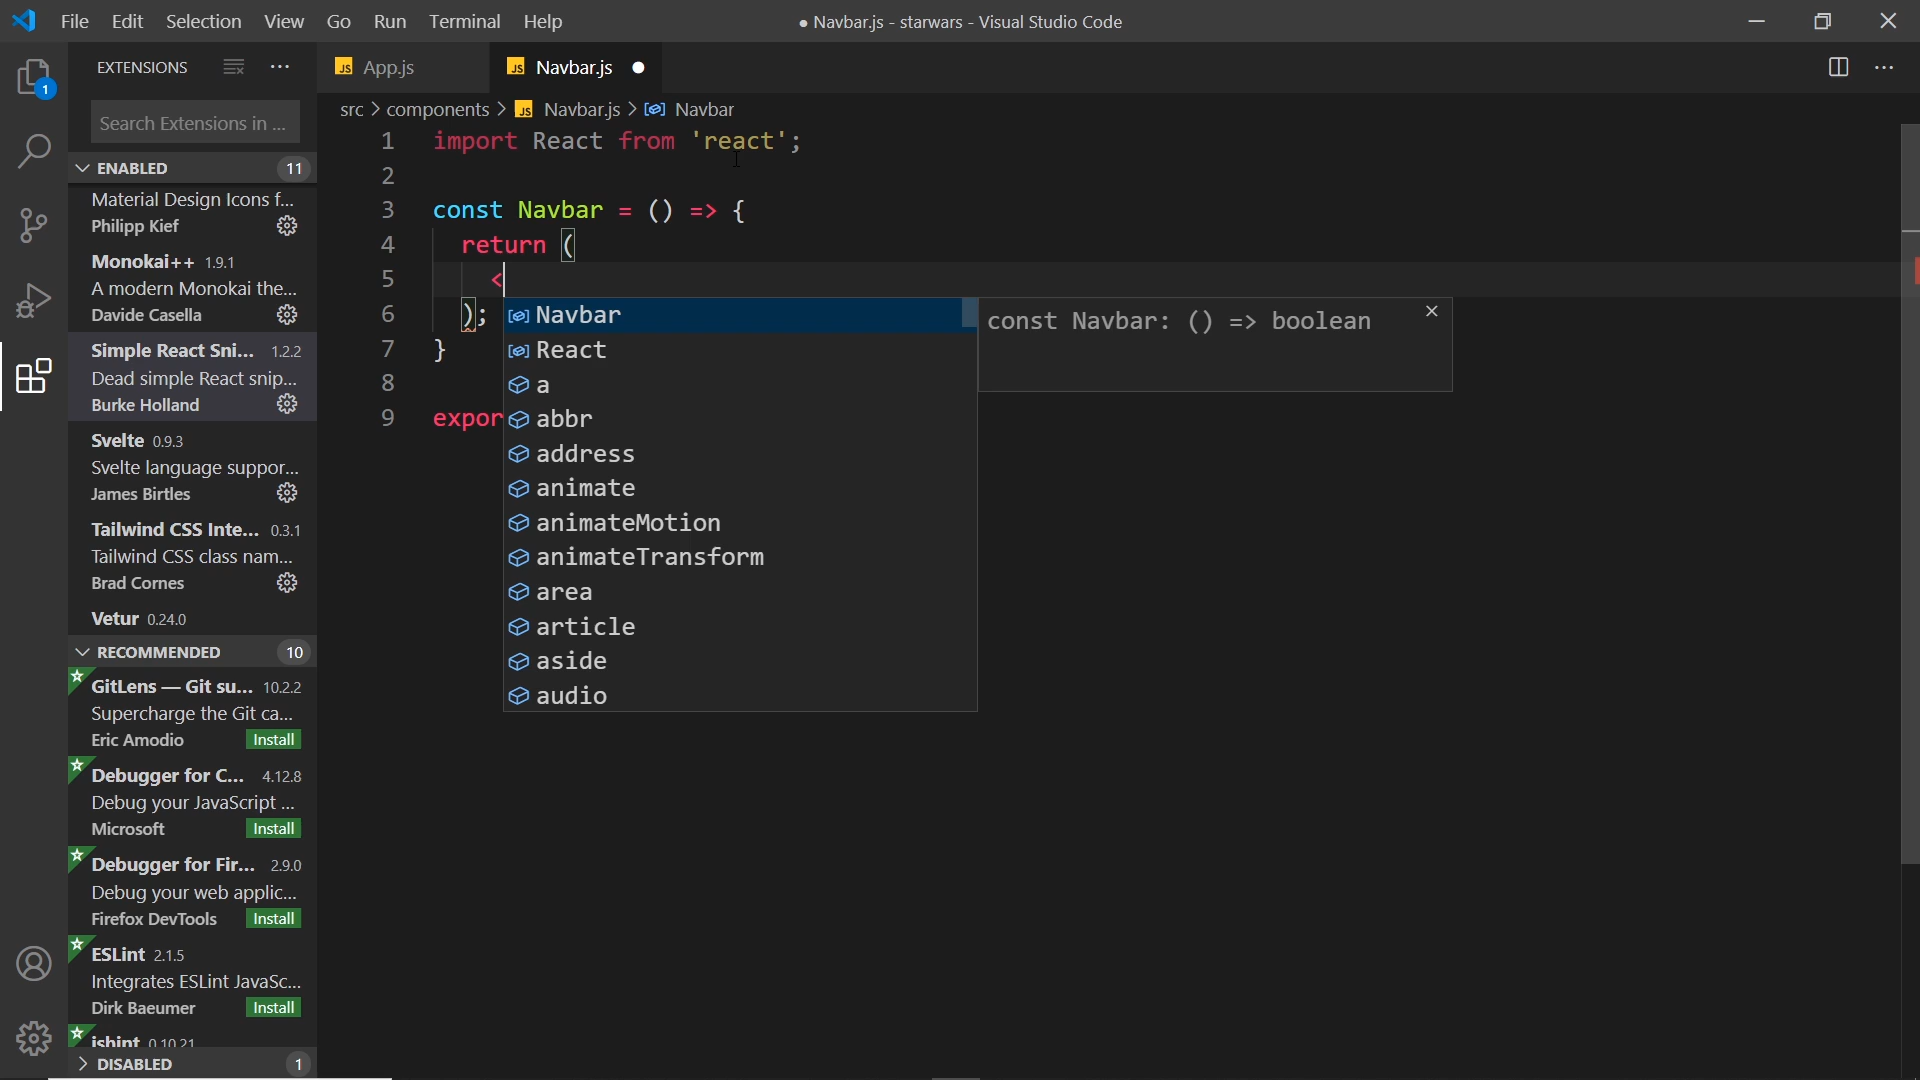 File Edit Selection View Go Run Terminal Help
● Navbar.js - starwars - Visual Studio Code
EXTENSIONS
Search Extensions in ...
ENABLED 11
Material Design Icons f...
Philipp Kief
Monokai++ 1.9.1
A modern Monokai the...
Davide Casella
Simple React Sni... 1.2.2
Dead simple React snip...
Burke Holland
Svelte 0.9.3
Svelte language suppor...
James Birtles
Tailwind CSS Inte... 0.3.1
Tailwind CSS class nam...
Brad Cornes
Vetur 0.24.0
RECOMMENDED 10
GitLens — Git su... 10.2.2
Supercharge the Git ca...
Eric Amodio Install
Debugger for C... 4.12.8
Debug your JavaScript ...
Microsoft Install
Debugger for Fir... 2.9.0
Debug your web applic...
Firefox DevTools Install
ESLint 2.1.5
Integrates ESLint JavaSc...
Dirk Baeumer Install
jshint 0.10.21
DISABLED 1
1
JS App.js
JS Navbar.js ●
src > components > JS Navbar.js > Navbar
1 import React from 'react';
2
3 const Navbar = () => {
4 return (
5 <
6 );
7 }
8
9 expor
Navbar
React
a
abbr
address
animate
animateMotion
animateTransform
area
article
aside
audio
const Navbar: () => boolean